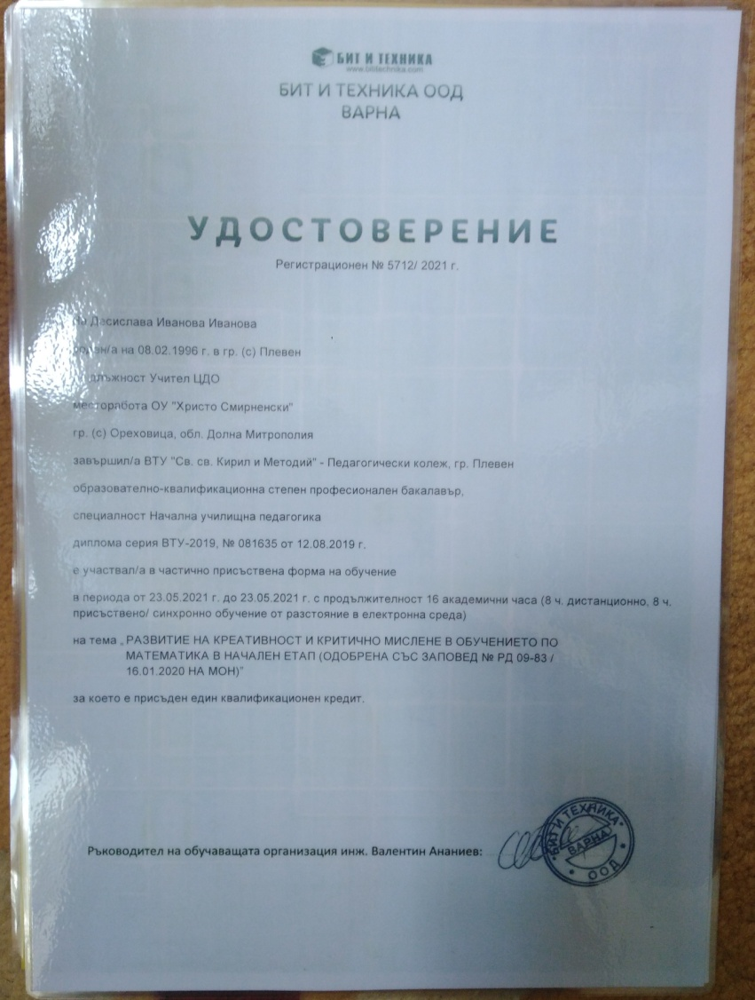 БИТ И ТЕХНИКА
www.bittechnika.com
БИТ И ТЕХНИКА ООД
ВАРНА
УДОСТОВЕРЕНИЕ
Регистрационен № 5712/ 2021 г.
На Десислава Иванова Иванова
роден/а на 08.02.1996 г. в гр. (с) Плевен
длъжност Учител ЦДО
месторабота ОУ "Христо Смирненски"
гр. (с) Ореховица, обл. Долна Митрополия
завършил/а ВТУ "Св. св. Кирил и Методий" - Педагогически колеж, гр. Плевен
образователно-квалификационна степен професионален бакалавър,
специалност Начална училищна педагогика
диплома серия ВТУ-2019, № 081635 от 12.08.2019 г.
е участвал/а в частично присъствена форма на обучение
в периода от 23.05.2021 г. до 23.05.2021 г. с продължителност 16 академични часа (8 ч. дистанционно, 8 ч.
присъствено/ синхронно обучение от разстояние в електронна среда)
на тема „РАЗВИТИЕ НА КРЕАТИВНОСТ И КРИТИЧНО МИСЛЕНЕ В ОБУЧЕНИЕТО ПО
МАТЕМАТИКА В НАЧАЛЕН ЕТАП (ОДОБРЕНА СЪС ЗАПОВЕД № РД 09-83 /
16.01.2020 НА МОН)"
за което е присъден един квалификационен кредит.
Ръководител на обучаващата организация инж. Валентин Ананиев:
БИТ И ТЕХНИКА
ВАРНА
ООД